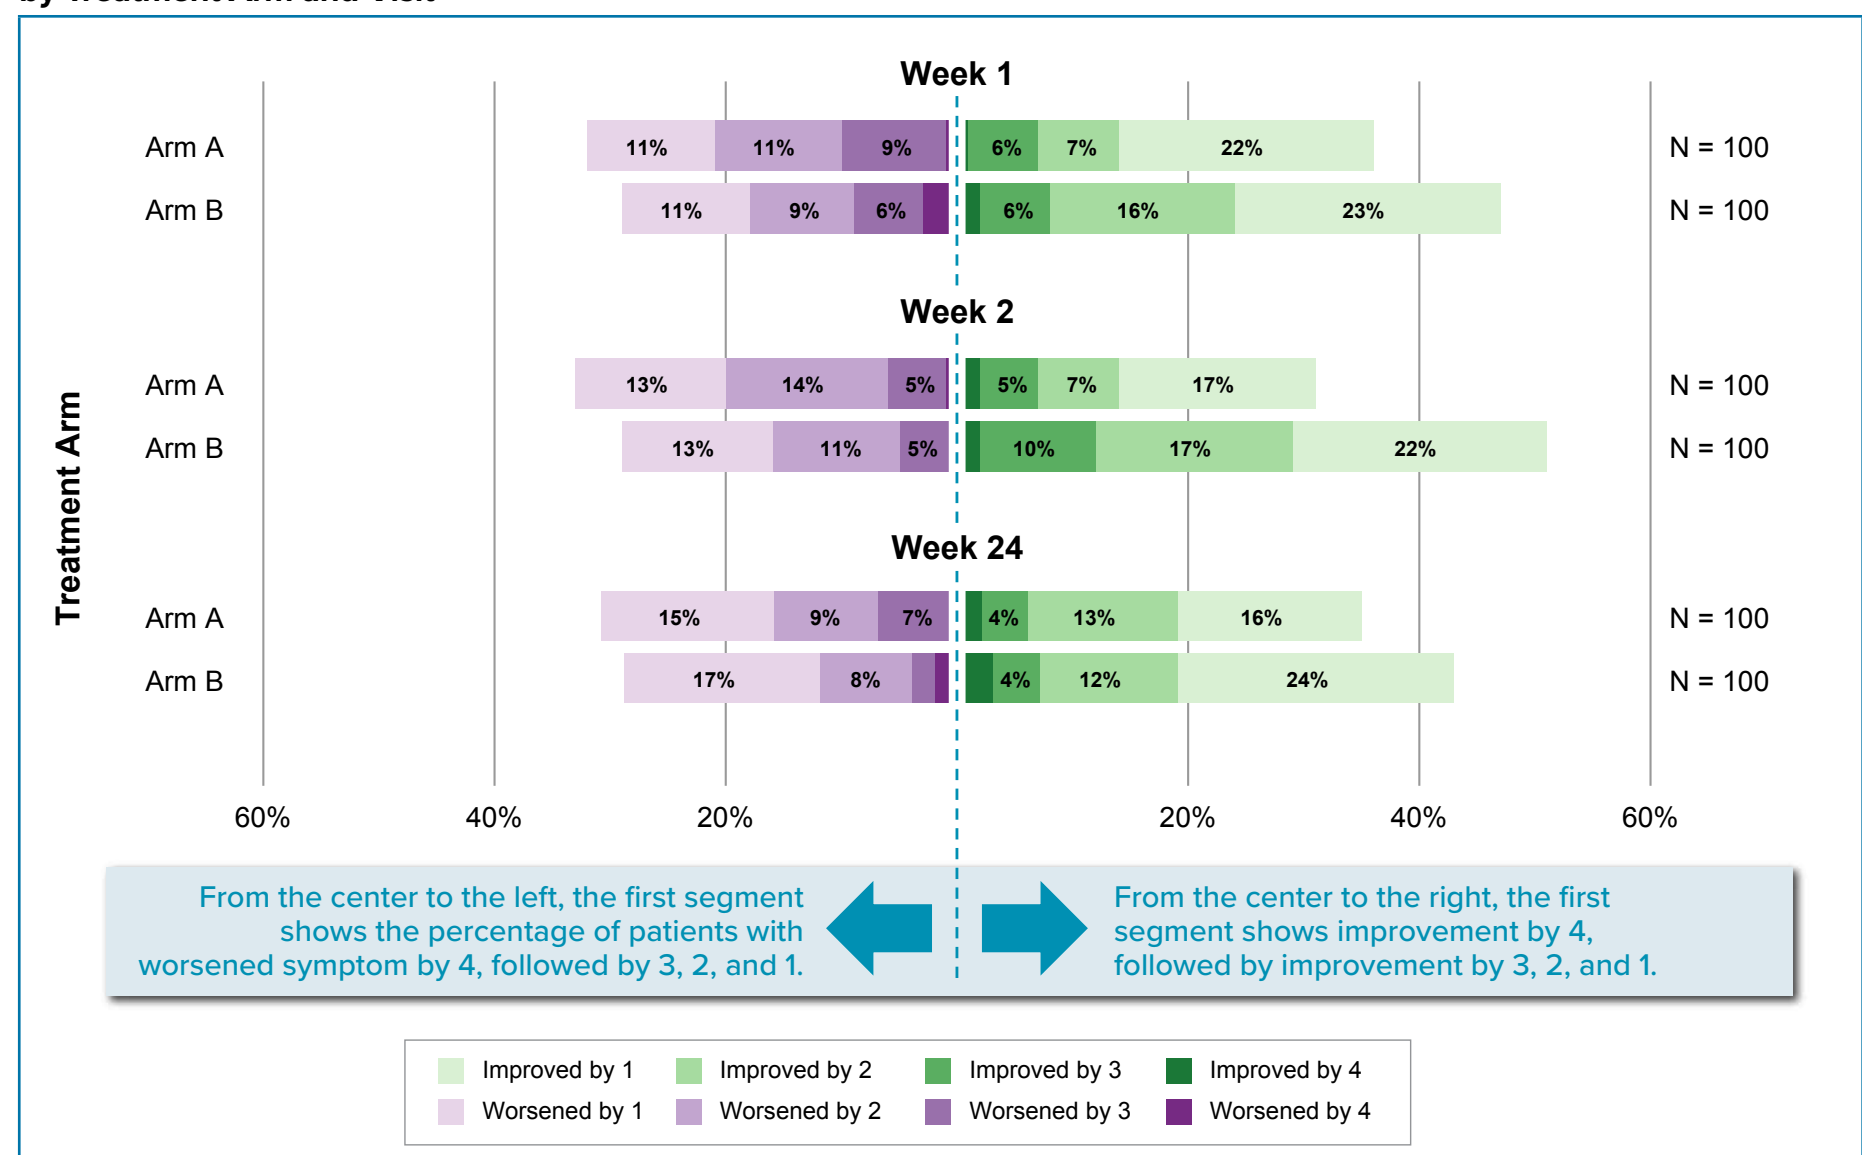 by Treatment Arm and Visit
Week 1
Arm A 11% 11% 9% 6% 7% 22% N = 100
Arm B 11% 9% 6% 6% 16% 23% N = 100
Week 2
Arm A 13% 14% 5% 5% 7% 17% N = 100
Arm B 13% 11% 5% 10% 17% 22% N = 100
Treatment Arm
Week 24
Arm A 15% 9% 7% 4% 13% 16% N = 100
Arm B 17% 8% 4% 12% 24% N = 100
60% 40% 20% 20% 40% 60%
From the center to the left, the first segment
shows the percentage of patients with
worsened symptom by 4, followed by 3, 2, and 1.
From the center to the right, the first
segment shows improvement by 4,
followed by improvement by 3, 2, and 1.
Improved by 1 Improved by 2 Improved by 3 Improved by 4
Worsened by 1 Worsened by 2 Worsened by 3 Worsened by 4